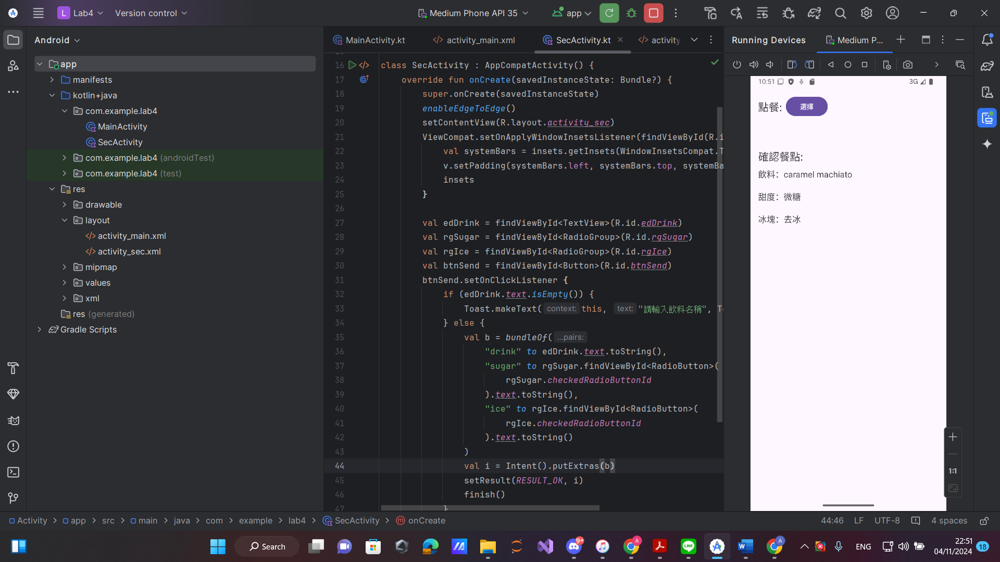 L Lab4 Version control Medium Phone API 35 app
Android
app
manifests
kotlin+java
com.example.lab4
MainActivity
SecActivity
com.example.lab4 (androidTest)
com.example.lab4 (test)
res
drawable
layout
activity_main.xml
activity_sec.xml
mipmap
values
xml
res (generated)
Gradle Scripts
MainActivity.kt activity_main.xml SecActivity.kt activity
16 class SecActivity : AppCompatActivity() {
17 override fun onCreate(savedInstanceState: Bundle?) {
18 super.onCreate(savedInstanceState)
19 enableEdgeToEdge()
20 setContentView(R.layout.activity_sec)
21 ViewCompat.setOnApplyWindowInsetsListener(findViewById(R.i
22 val systemBars = insets.getInsets(WindowInsetsCompat.T
23 v.setPadding(systemBars.left, systemBars.top, systemBa
24 insets
25 }
26
27 val edDrink = findViewById<TextView>(R.id.edDrink)
28 val rgSugar = findViewById<RadioGroup>(R.id.rgSugar)
29 val rgIce = findViewById<RadioGroup>(R.id.rgIce)
30 val btnSend = findViewById<Button>(R.id.btnSend)
31 btnSend.setOnClickListener {
32 if (edDrink.text.isEmpty()) {
33 Toast.makeText( context: this, text: "請輸入飲料名稱", To
34 } else {
35 val b = bundleOf( ...pairs:
36 "drink" to edDrink.text.toString(),
37 "sugar" to rgSugar.findViewById<RadioButton>(
38 rgSugar.checkedRadioButtonId
39 ).text.toString(),
40 "ice" to rgIce.findViewById<RadioButton>(
41 rgIce.checkedRadioButtonId
42 ).text.toString()
43 )
44 val i = Intent().putExtras(b)
45 setResult(RESULT_OK, i)
46 finish()
47 }
Running Devices Medium P...
10:51 3G
點餐: 選擇
確認餐點:
飲料: caramel machiato
甜度: 微糖
冰塊: 去冰
1:1
Activity > app > src > main > java > com > example > lab4 > SecActivity > onCreate 44:46 LF UTF-8 4 spaces
Search 9+ A LINE W A ENG 22:51
04/11/2024 18